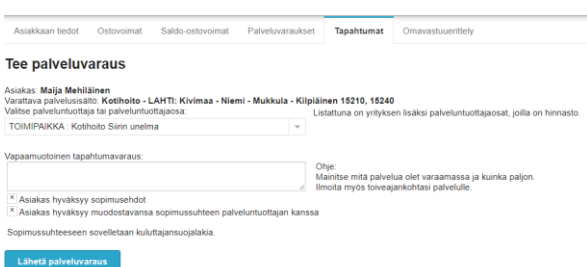 Asiakkaan tiedot Ostovoimat Saldo-ostovoimat Palveluvaraukset Tapahtumat Omavastuuerittely
Tee palveluvaraus
Asiakas: Maija Mehiläinen
Varattava palvelusisältö: Kotihoito - LAHTI: Kivimaa - Niemi - Mukkula - Kilpiäinen 15210, 15240
Valitse palveluntuottaja tai palveluntuottajaosa: Listattuna on yrityksen lisäksi palveluntuottajaosat, joilla on hinnasto.
TOIMIPAIKKA : Kotihoito Siirin unelma
Vapaamuotoinen tapahtumavaraus:
Ohje:
Mainitse mitä palvelua olet varaamassa ja kuinka paljon.
Ilmoita myös toiveajankohtasi palvelulle.
Asiakas hyväksyy sopimusehdot
Asiakas hyväksyy muodostavansa sopimussuhteen palveluntuottajan kanssa
Sopimussuhteeseen sovelletaan kuluttajansuojalakia.
Lähetä palveluvaraus